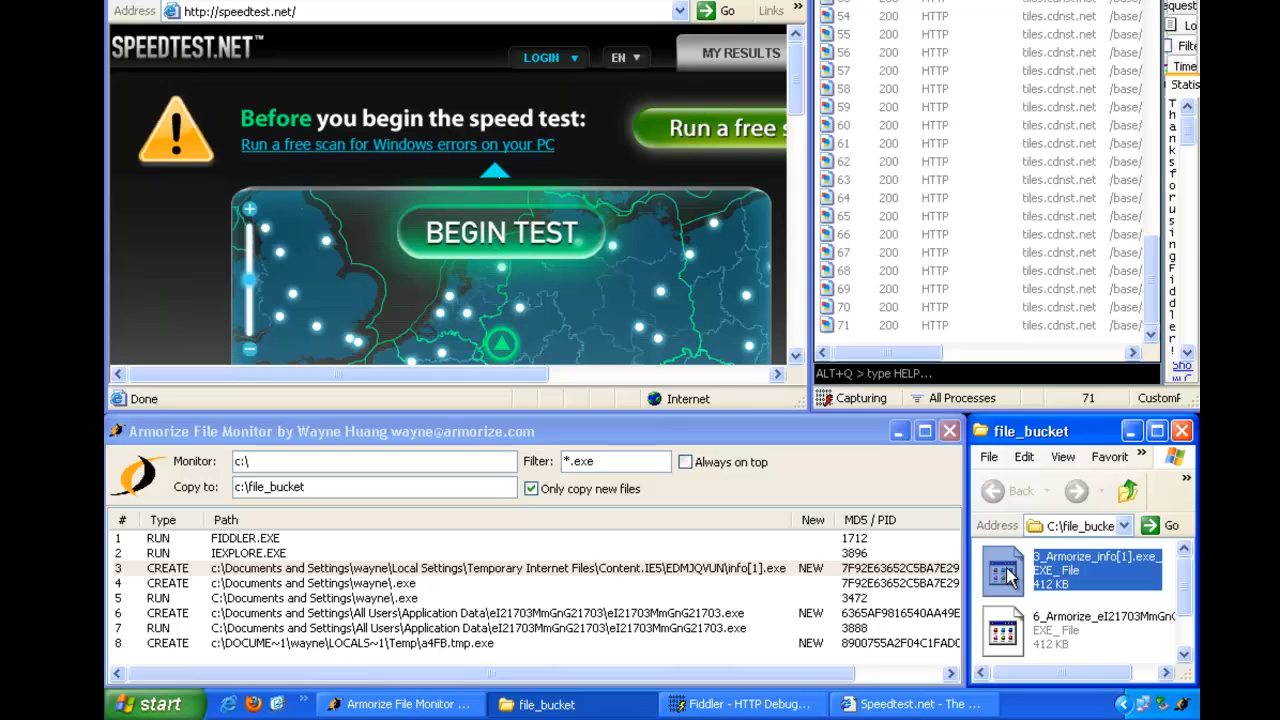 Address http://speedtest.net/ Go Links »
SPEEDTEST.NET™ LOGIN EN MY RESULTS
Before you begin the speed test:
Run a free scan for Windows errors on your PC
Run a free s
BEGIN TEST
Done Internet
54 200 HTTP tiles.cdnst.net /base/
55 200 HTTP tiles.cdnst.net /base/
56 200 HTTP tiles.cdnst.net /base/
57 200 HTTP tiles.cdnst.net /base/
58 200 HTTP tiles.cdnst.net /base/
59 200 HTTP tiles.cdnst.net /base/
60 200 HTTP tiles.cdnst.net /base/
61 200 HTTP tiles.cdnst.net /base/
62 200 HTTP tiles.cdnst.net /base/
63 200 HTTP tiles.cdnst.net /base/
64 200 HTTP tiles.cdnst.net /base/
65 200 HTTP tiles.cdnst.net /base/
66 200 HTTP tiles.cdnst.net /base/
67 200 HTTP tiles.cdnst.net /base/
68 200 HTTP tiles.cdnst.net /base/
69 200 HTTP tiles.cdnst.net /base/
70 200 HTTP tiles.cdnst.net /base/
71 200 HTTP tiles.cdnst.net /base/
ALT+Q > type HELP...
Capturing All Processes 71 CustomR
equest
Lo
Filte
Time
Statis
T
h
a
n
k
s
f
o
r
u
s
i
n
g
F
i
d
d
l
e
r
!
Sho
Armorize File Monitor by Wayne Huang wayne@armorize.com
Monitor: c:\ Filter: *.exe Always on top
Copy to: c:\file_bucket Only copy new files
# Type Path New MD5 / PID
1 RUN FIDDLER.EXE 1712
2 RUN IEXPLORE.EXE 3896
3 CREATE c:\Documents and Settings\wayne\Local Settings\Temporary Internet Files\Content.IE5\EDMJQVUN\info[1].exe NEW 7F92E63652C5BA7E29
4 CREATE c:\Documents and Settings\wayne\.exe 7F92E63652C5BA7E29
5 RUN c:\Documents and Settings\wayne\.exe 3472
6 CREATE c:\Documents and Settings\All Users\Application Data\eI21703MmGnG21703.exe NEW 6365AF9816540AA49E
7 RUN C:\Documents and Settings\All Users\Application Data\eI21703MmGnG21703\eI21703MmGnG21703.exe 3888
8 CREATE c:\DOCUME~1\wayne\LOCALS~1\Temp\a4FB.tmp.exe NEW 8900755A2F04C1FADC
file_bucket
File Edit View Favorit »
Back »
Address C:\file_bucke Go
3_Armorize_info[1].exe_
EXE_ File
412 KB
6_Armorize_eI21703MmGnG
EXE_ File
412 KB
start » Armorize File Monitor ... file_bucket Fiddler - HTTP Debug... Speedtest.net - The ...